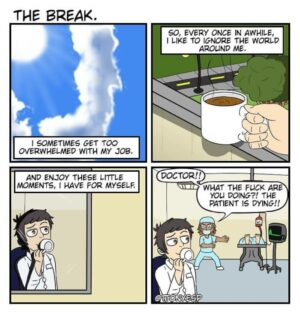 THE BREAK.
I SOMETIMES GET TOO
OVERWHELMED WITH MY JOB.
SO, EVERY ONCE IN AWHILE,
I LIKE TO IGNORE THE WORLD
AROUND ME.
AND ENJOY THESE LITTLE
MOMENTS, I HAVE FOR MYSELF.
DOCTOR!!
WHAT THE FUCK ARE
YOU DOING?! THE
PATIENT IS DYING!!